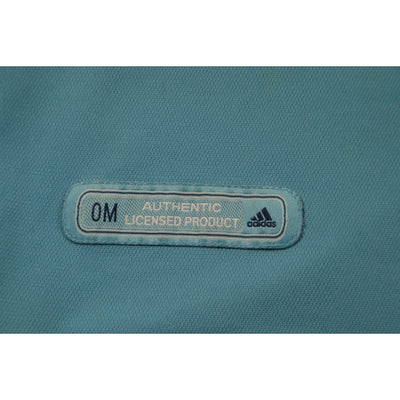 OM
AUTHENTIC
LICENSED PRODUCT
adidas